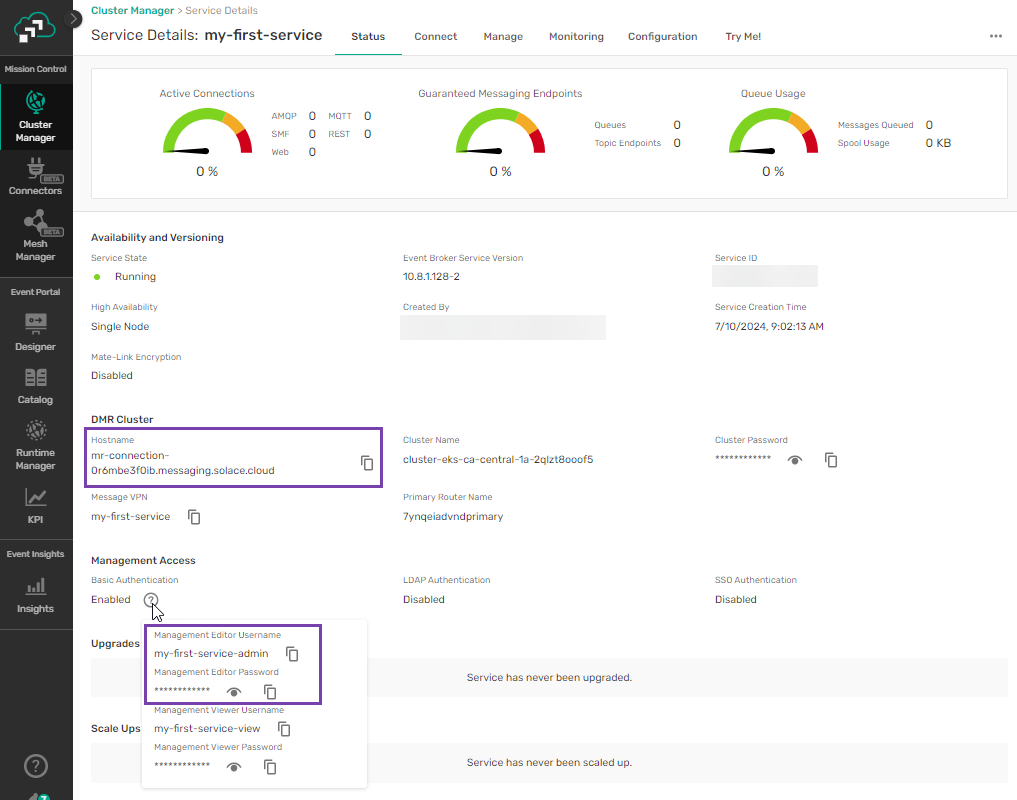 Cluster Manager > Service Details
Service Details: my-first-service
Status
Connect
Manage
Monitoring
Configuration
Try Me!
Mission Control
Cluster
Manager
BETA
Connectors
BETA
Mesh
Manager
Event Portal
Designer
Catalog
Runtime
Manager
KPI
Event Insights
Insights
?
7
Active Connections
0 %
AMQP 0 MQTT 0
SMF 0 REST 0
Web 0
Guaranteed Messaging Endpoints
0 %
Queues 0
Topic Endpoints 0
Queue Usage
0 %
Messages Queued 0
Spool Usage 0 KB
Availability and Versioning
Service State
Running
Event Broker Service Version
10.8.1.128-2
Service ID
High Availability
Single Node
Created By
Service Creation Time
7/10/2024, 9:02:13 AM
Mate-Link Encryption
Disabled
DMR Cluster
Hostname
mr-connection-
0r6mbe3f0ib.messaging.solace.cloud
Cluster Name
cluster-eks-ca-central-1a-2qlzt8ooof5
Cluster Password
************
Message VPN
my-first-service
Primary Router Name
7ynqeiadvndprimary
Management Access
Basic Authentication
Enabled ?
LDAP Authentication
Disabled
SSO Authentication
Disabled
Management Editor Username
my-first-service-admin
Management Editor Password
************
Management Viewer Username
my-first-service-view
Management Viewer Password
************
Upgrades
Service has never been upgraded.
Scale Ups
Service has never been scaled up.